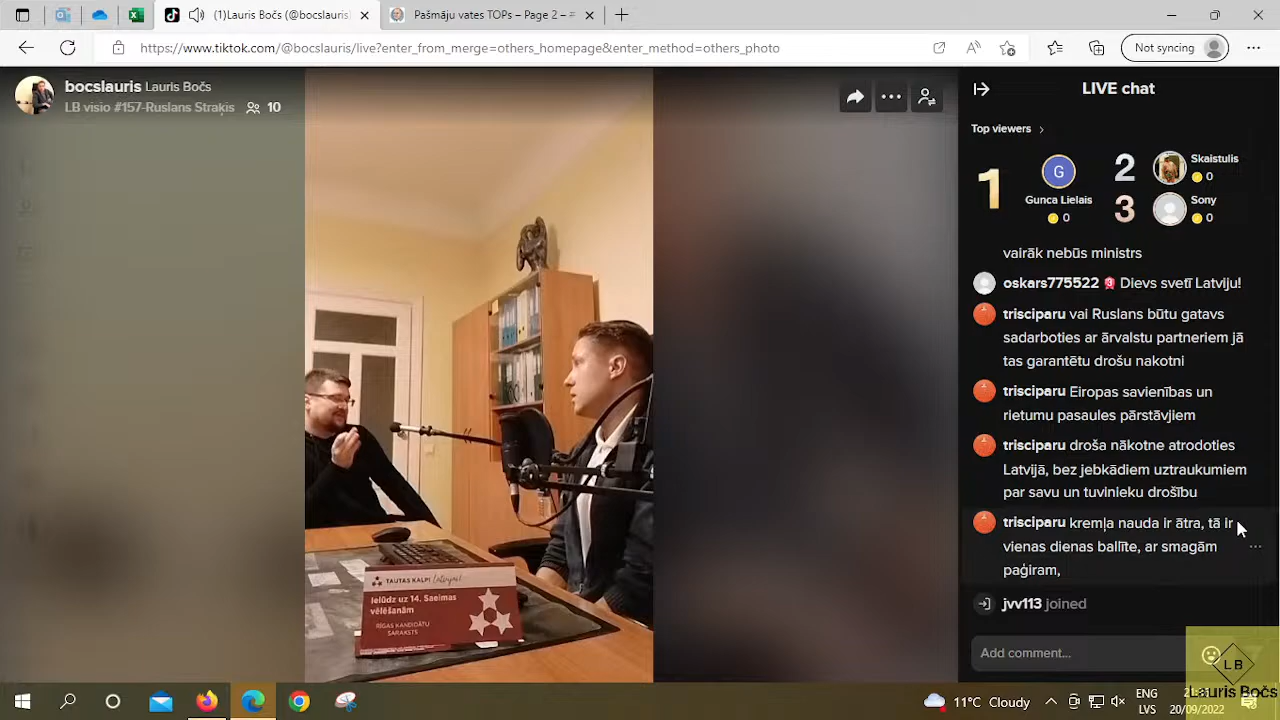 (1)Lauris Bočs (@bocslauris)
Pašmāju vates TOPs – Page 2 –
https://www.tiktok.com/@bocslauris/live?enter_from_merge=others_homepage&enter_method=others_photo
Not syncing
bocslauris Lauris Bočs
LB visio #157-Ruslans Straķis 10
LIVE chat
Top viewers
1 G Gunca Lielais 0
2 Skaistulis 0
3 Sony 0
vairāk nebūs ministrs
oskars775522 Dievs svetī Latviju!
trisciparu vai Ruslans būtu gatavs
sadarboties ar ārvalstu partneriem jā
tas garantētu drošu nakotni
trisciparu Eiropas savienības un
rietumu pasaules pārstāvjiem
trisciparu droša nākotne atrodoties
Latvijā, bez jebkādiem uztraukumiem
par savu un tuvinieku drošību
trisciparu kremļa nauda ir ātra, tā ir
vienas dienas ballīte, ar smagām
paģiram,
jvv113 joined
Add comment...
TAUTAS KALPI Latvijai
Ielūdz uz 14. Saeimas
vēlēšanām
RĪGAS KANDIDĀTU
SARAKSTS
LB
Lauris Bočs
11°C Cloudy
ENG
LVS
20/09/2022